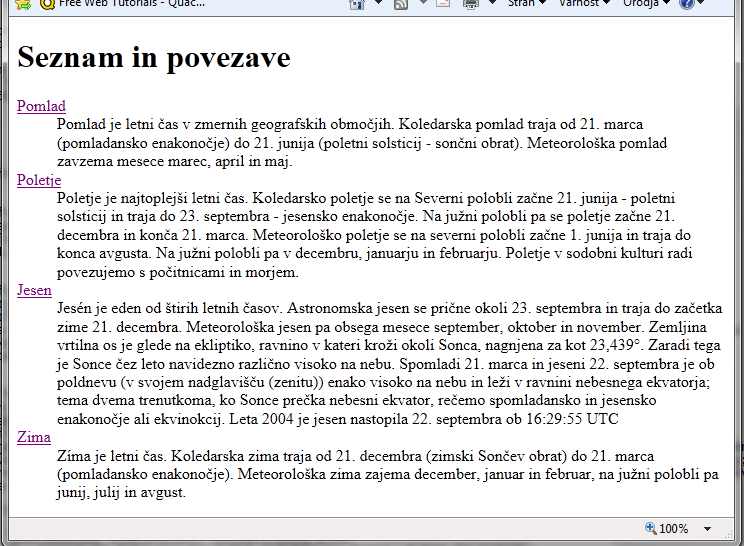 Free Web Tutorials - Quac...
Stran Varnost Orodja
Seznam in povezave
Pomlad
Pomlad je letni čas v zmernih geografskih območjih. Koledarska pomlad traja od 21. marca
(pomladansko enakonočje) do 21. junija (poletni solsticij - sončni obrat). Meteorološka pomlad
zavzema mesece marec, april in maj.
Poletje
Poletje je najtoplejši letni čas. Koledarsko poletje se na Severni polobli začne 21. junija - poletni
solsticij in traja do 23. septembra - jesensko enakonočje. Na južni polobli pa se poletje začne 21.
decembra in konča 21. marca. Meteorološko poletje se na severni polobli začne 1. junija in traja do
konca avgusta. Na južni polobli pa v decembru, januarju in februarju. Poletje v sodobni kulturi radi
povezujemo s počitnicami in morjem.
Jesen
Jesén je eden od štirih letnih časov. Astronomska jesen se prične okoli 23. septembra in traja do začetka
zime 21. decembra. Meteorološka jesen pa obsega mesece september, oktober in november. Zemljina
vrtilna os je glede na ekliptiko, ravnino v kateri kroži okoli Sonca, nagnjena za kot 23,439°. Zaradi tega
je Sonce čez leto navidezno različno visoko na nebu. Spomladi 21. marca in jeseni 22. septembra je ob
poldnevu (v svojem nadglavišču (zenitu)) enako visoko na nebu in leži v ravnini nebesnega ekvatorja;
tema dvema trenutkoma, ko Sonce prečka nebesni ekvator, rečemo spomladansko in jesensko
enakonočje ali ekvinokcij. Leta 2004 je jesen nastopila 22. septembra ob 16:29:55 UTC
Zima
Zíma je letni čas. Koledarska zima traja od 21. decembra (zimski Sončev obrat) do 21. marca
(pomladansko enakonočje). Meteorološka zima zajema december, januar in februar, na južni polobli pa
junij, julij in avgust.
100%